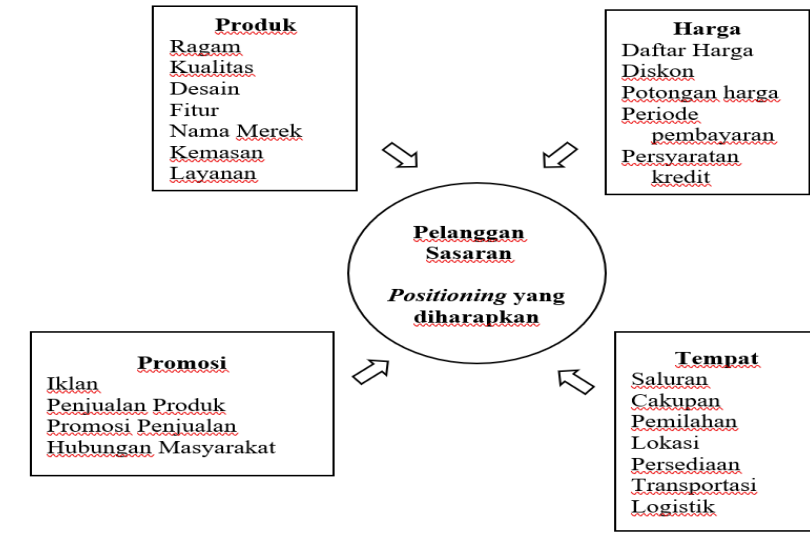 Produk
Ragam
Kualitas
Desain
Fitur
Nama Merek
Kemasan
Layanan
Harga
Daftar Harga
Diskon
Potongan harga
Periode
pembayaran
Persyaratan
kredit
Pelanggan
Sasaran
Positioning yang
diharapkan
Promosi
Iklan
Penjualan Produk
Promosi Penjualan
Hubungan Masyarakat
Tempat
Saluran
Cakupan
Pemilahan
Lokasi
Persediaan
Transportasi
Logistik